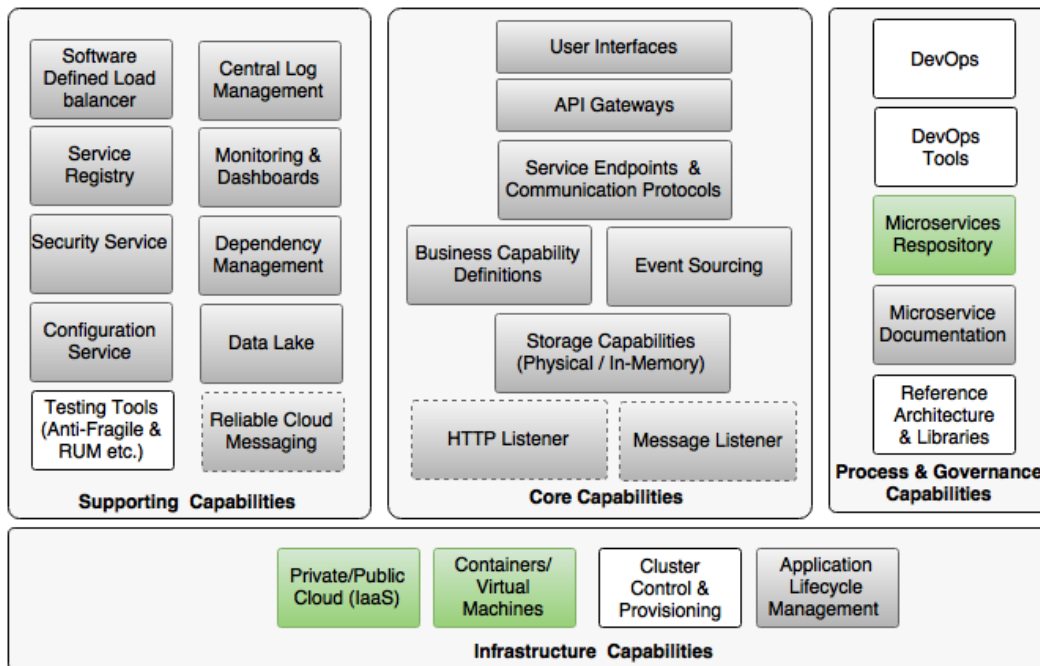 Software
Defined Load
balancer
Central Log
Management
Service
Registry
Monitoring &
Dashboards
Security Service
Dependency
Management
Configuration
Service
Data Lake
Testing Tools
(Anti-Fragile &
RUM etc.)
Reliable Cloud
Messaging
Supporting Capabilities
User Interfaces
API Gateways
Service Endpoints &
Communication Protocols
Business Capability
Definitions
Event Sourcing
Storage Capabilities
(Physical / In-Memory)
HTTP Listener
Message Listener
Core Capabilities
DevOps
DevOps
Tools
Microservices
Respository
Microservice
Documentation
Reference
Architecture
& Libraries
Process & Governance
Capabilities
Private/Public
Cloud (IaaS)
Containers/
Virtual
Machines
Cluster
Control &
Provisioning
Application
Lifecycle
Management
Infrastructure Capabilities